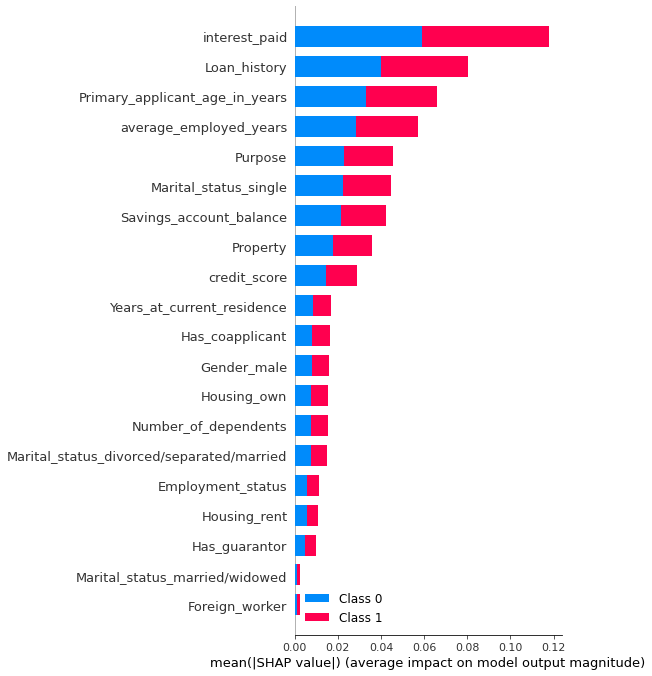 interest_paid
Loan_history
Primary_applicant_age_in_years
average_employed_years
Purpose
Marital_status_single
Savings_account_balance
Property
credit_score
Years_at_current_residence
Has_coapplicant
Gender_male
Housing_own
Number_of_dependents
Marital_status_divorced/separated/married
Employment_status
Housing_rent
Has_guarantor
Marital_status_married/widowed
Foreign_worker
Class 0
Class 1
0.00 0.02 0.04 0.06 0.08 0.10 0.12
mean(|SHAP value|) (average impact on model output magnitude)